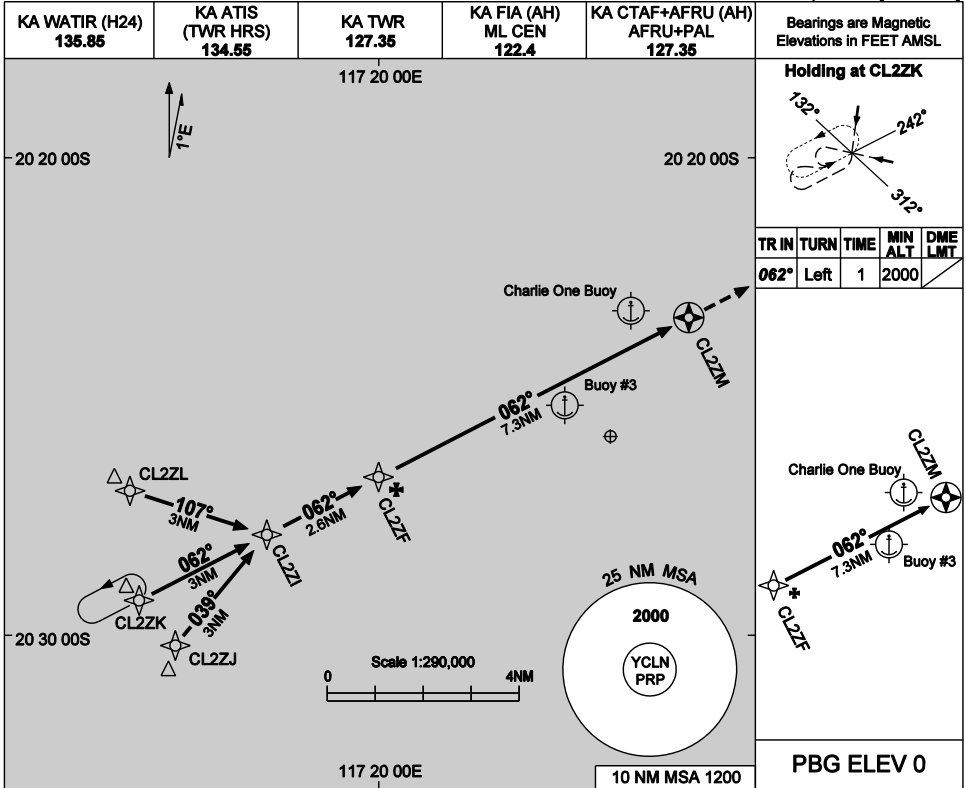 KA WATIR (H24)
135.85
KA ATIS
(TWR HRS)
134.55
KA TWR
127.35
KA FIA (AH)
ML CEN
122.4
KA CTAF+AFRU (AH)
AFRU+PAL
127.35
Bearings are Magnetic
Elevations in FEET AMSL
117 20 00E
1°E
20 20 00S
20 20 00S
Charlie One Buoy
CL2ZM
Buoy #3
062°
7.3NM
CL2ZL
107°
3NM
062°
2.6NM
CL2ZF
CL2ZI
062°
3NM
CL2ZK
039°
3NM
CL2ZJ
20 30 00S
Scale 1:290,000
0
4NM
25 NM MSA
2000
YCLN
PRP
117 20 00E
10 NM MSA 1200
Holding at CL2ZK
132°
242°
312°
TR IN
TURN
TIME
MIN
ALT
DME
LMT
062°
Left
1
2000
CL2ZM
Charlie One Buoy
062°
7.3NM
Buoy #3
CL2ZF
PBG ELEV 0